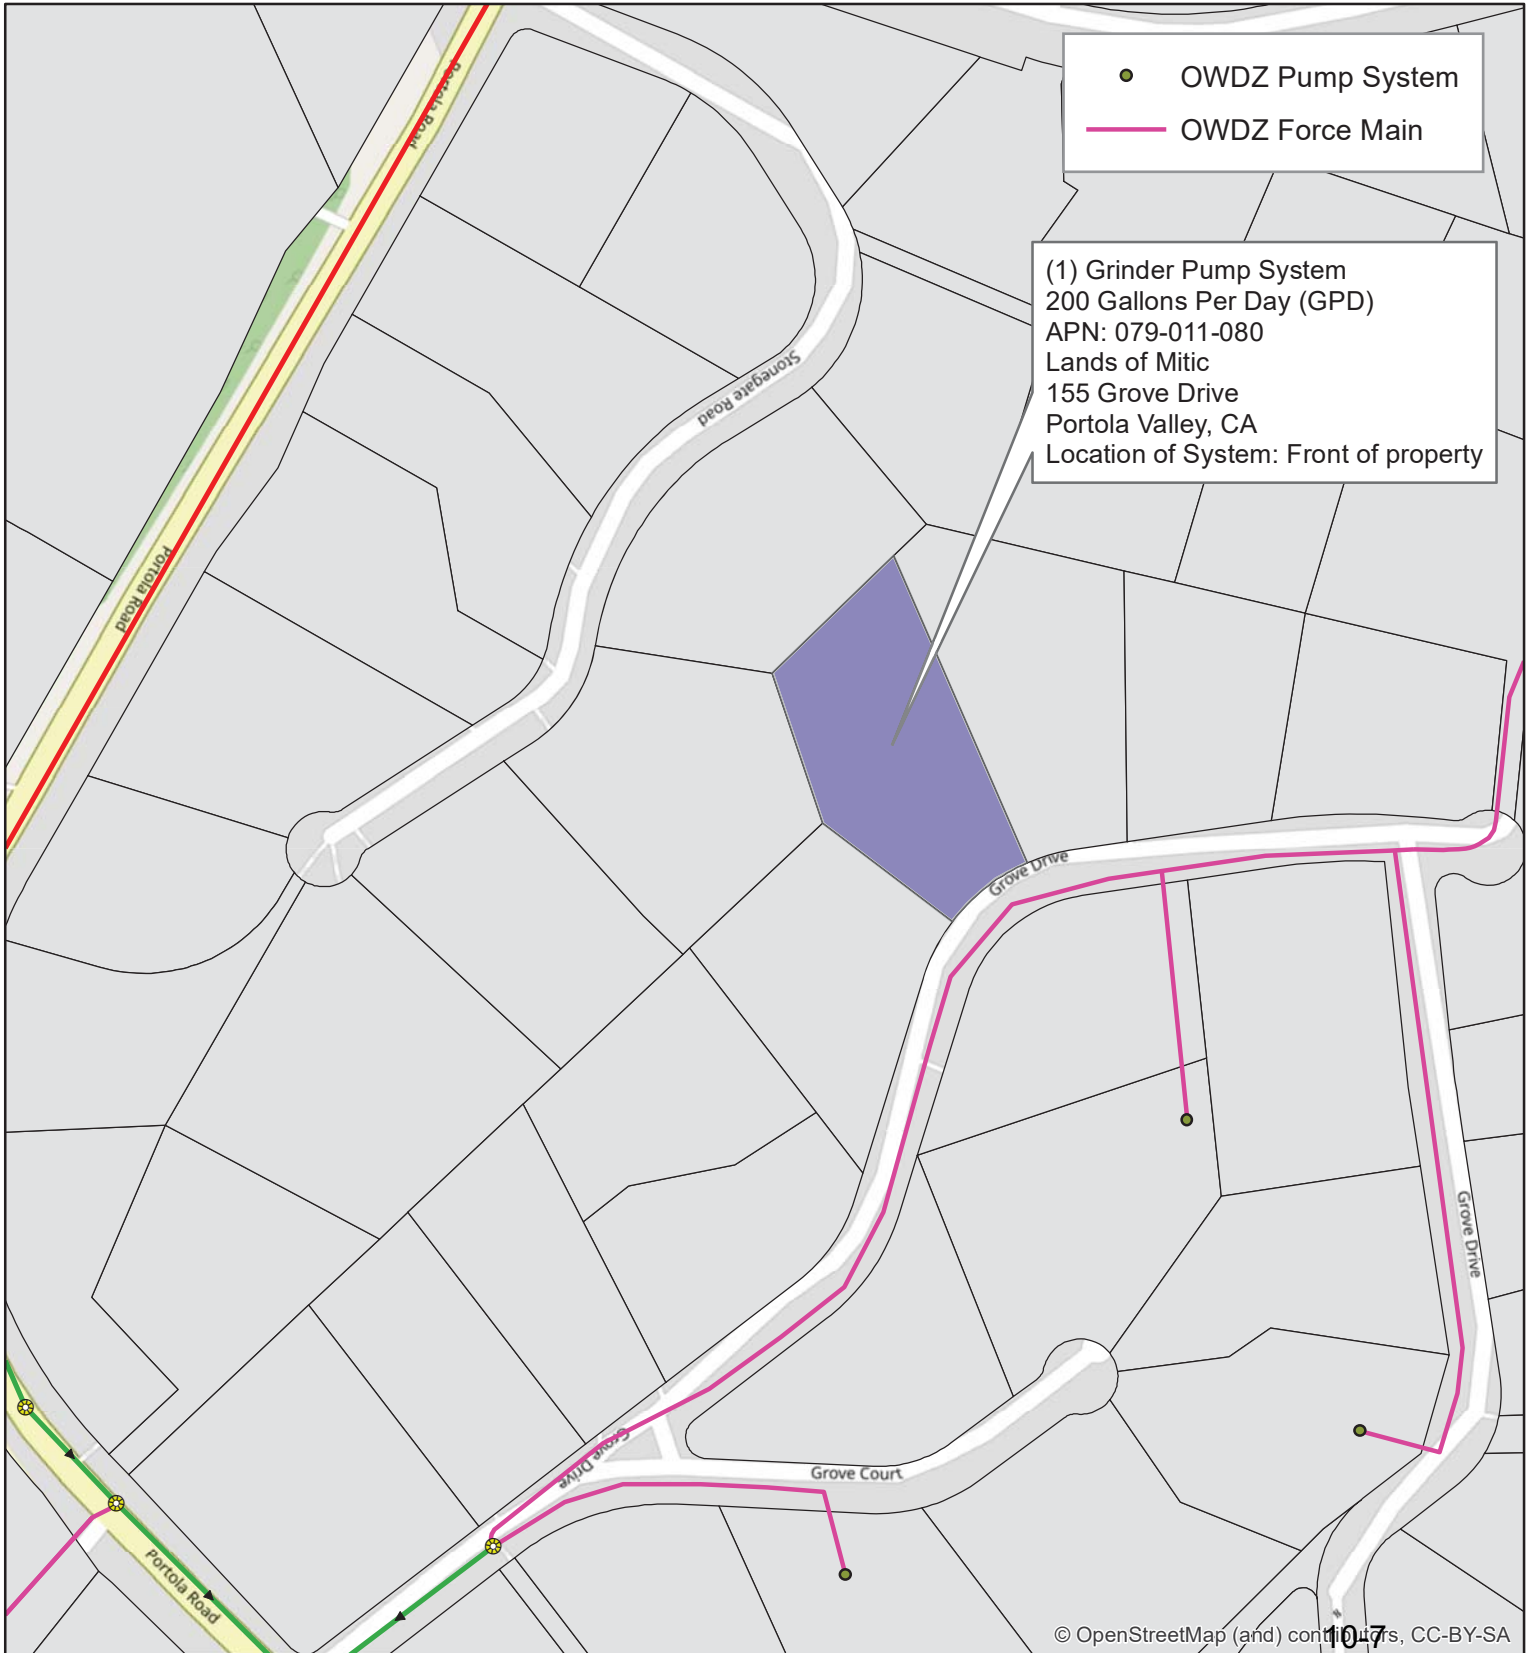 OWDZ Pump System
OWDZ Force Main
Portola Road
(1) Grinder Pump System
200 Gallons Per Day (GPD)
APN: 079-011-080
Lands of Mitic
155 Grove Drive
Portola Valley, CA
Location of System: Front of property
Stonegate Road
Portola Road
Grove Drive
Grove Drive
Grove Drive
Grove Court
Portola Road
© OpenStreetMap (and) contributors, CC-BY-SA
10-7